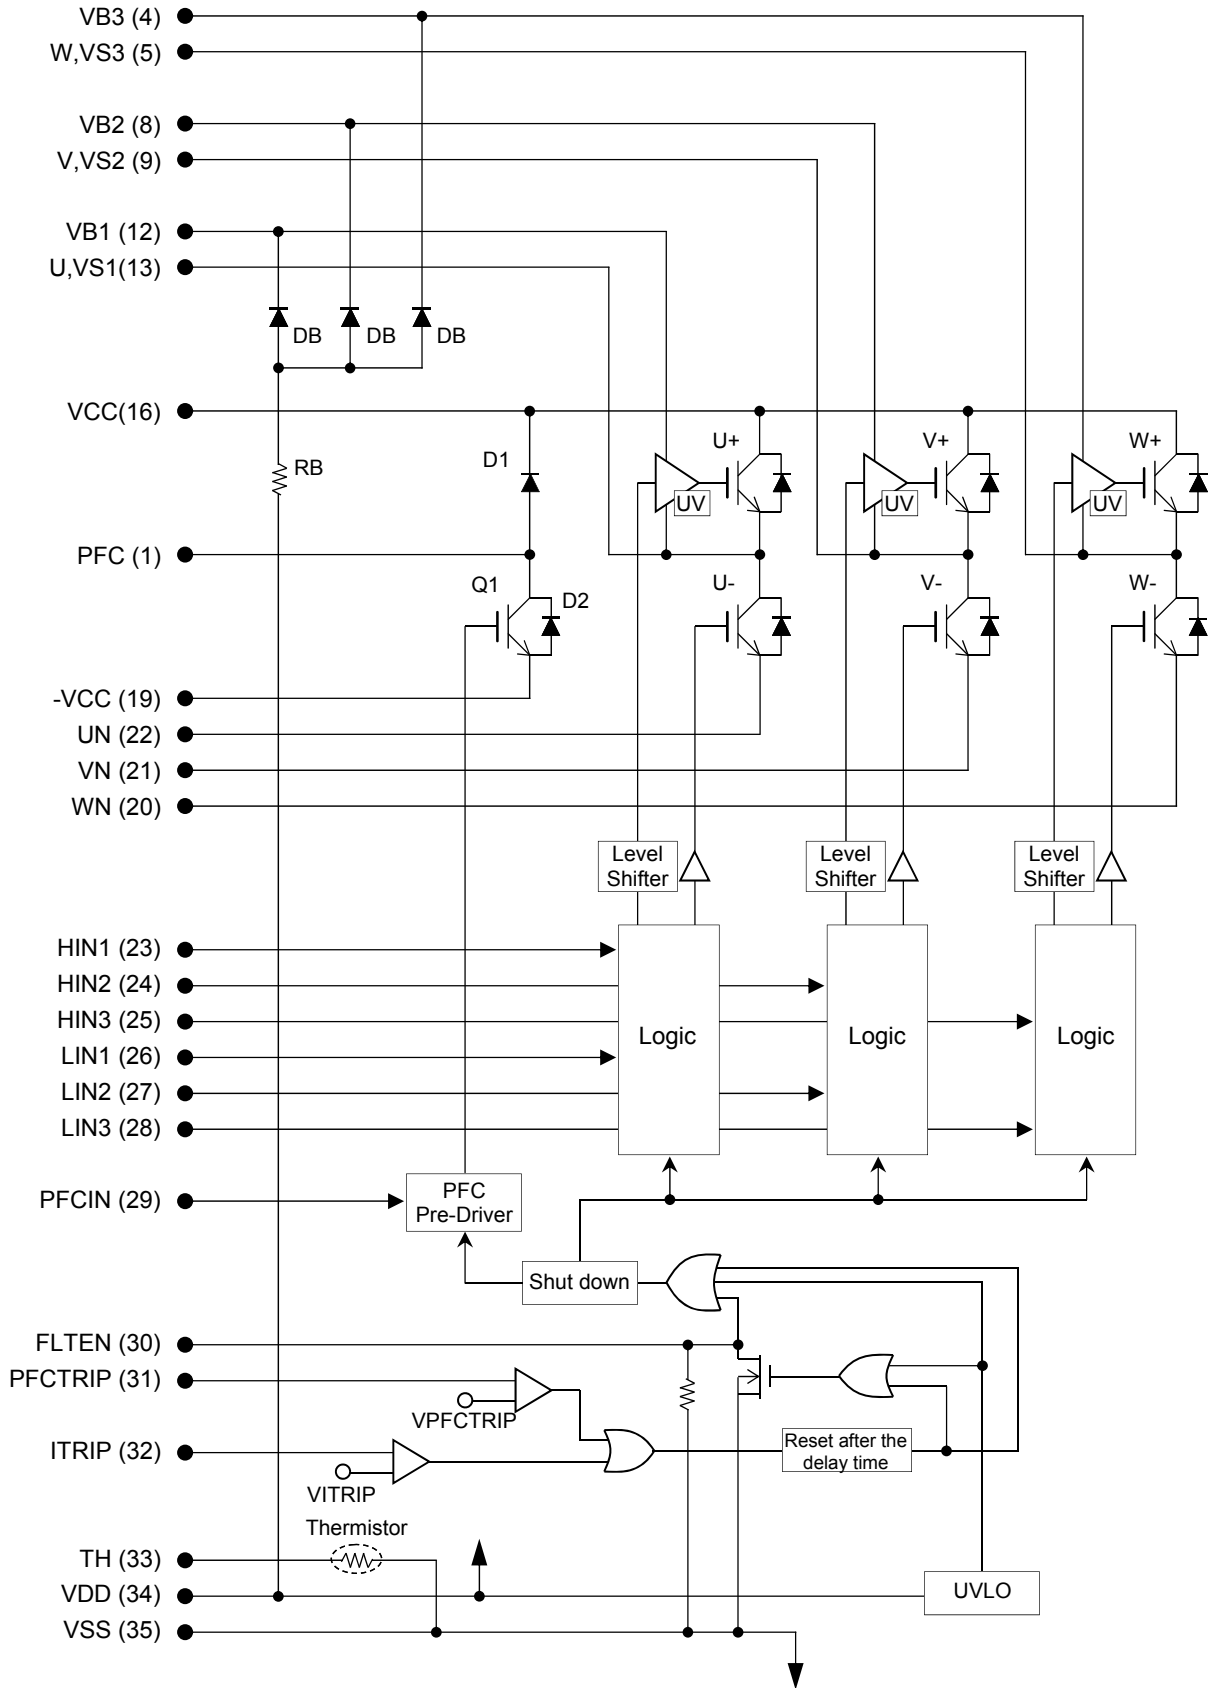 VB3 (4)
W,VS3 (5)
VB2 (8)
V,VS2 (9)
VB1 (12)
U,VS1(13)
DB
DB
DB
VCC(16)
U+
V+
W+
D1
RB
UV
UV
UV
PFC (1)
Q1
D2
U-
V-
W-
-VCC (19)
UN (22)
VN (21)
WN (20)
Level
Shifter
Level
Shifter
Level
Shifter
HIN1 (23)
HIN2 (24)
HIN3 (25)
LIN1 (26)
LIN2 (27)
LIN3 (28)
Logic
Logic
Logic
PFCIN (29)
PFC
Pre-Driver
Shut down
FLTEN (30)
PFCTRIP (31)
VPFCTRIP
ITRIP (32)
VITRIP
Reset after the
delay time
Thermistor
TH (33)
VDD (34)
UVLO
VSS (35)